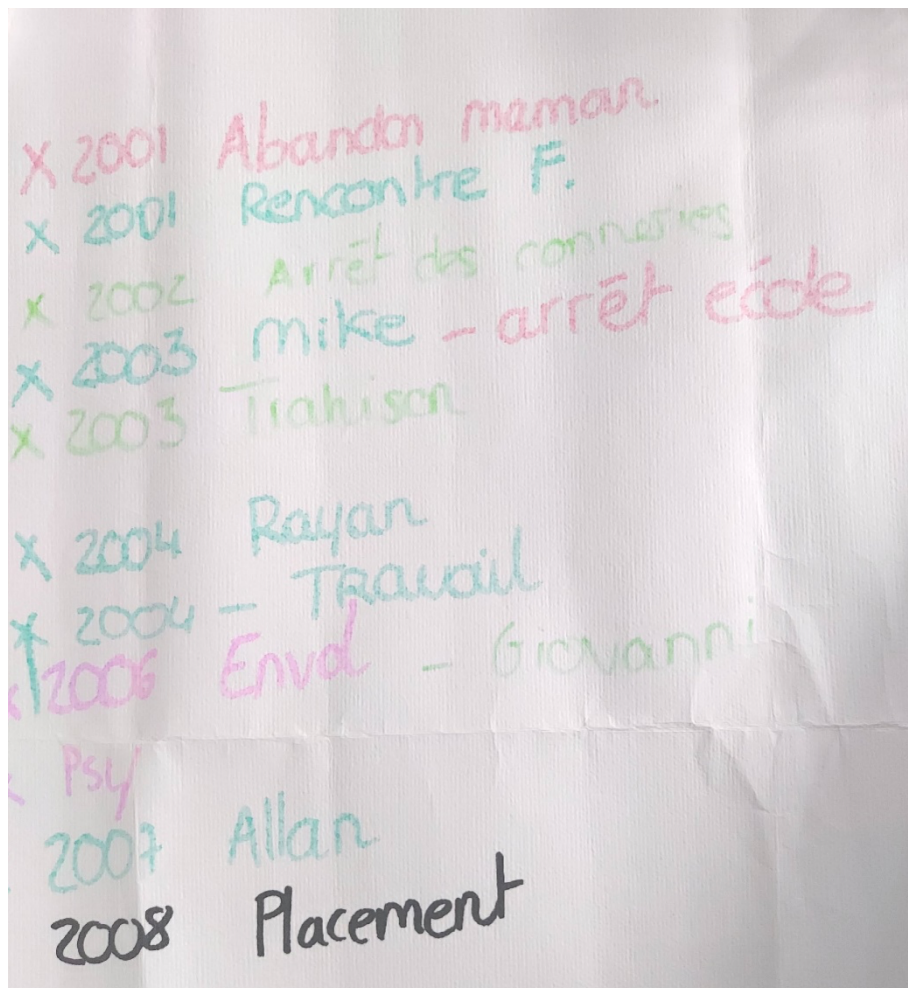 X 2001 Abandon maman
X 2001 Rencontre F.
X 2002 Arrêt des conneries
X 2003 Mike - arrêt école
X 2003 Trahison
X 2004 Rayan
X 2004 - Travail
X 2006 Envol - Giovanni
X Psy
2007 Allan
2008 Placement